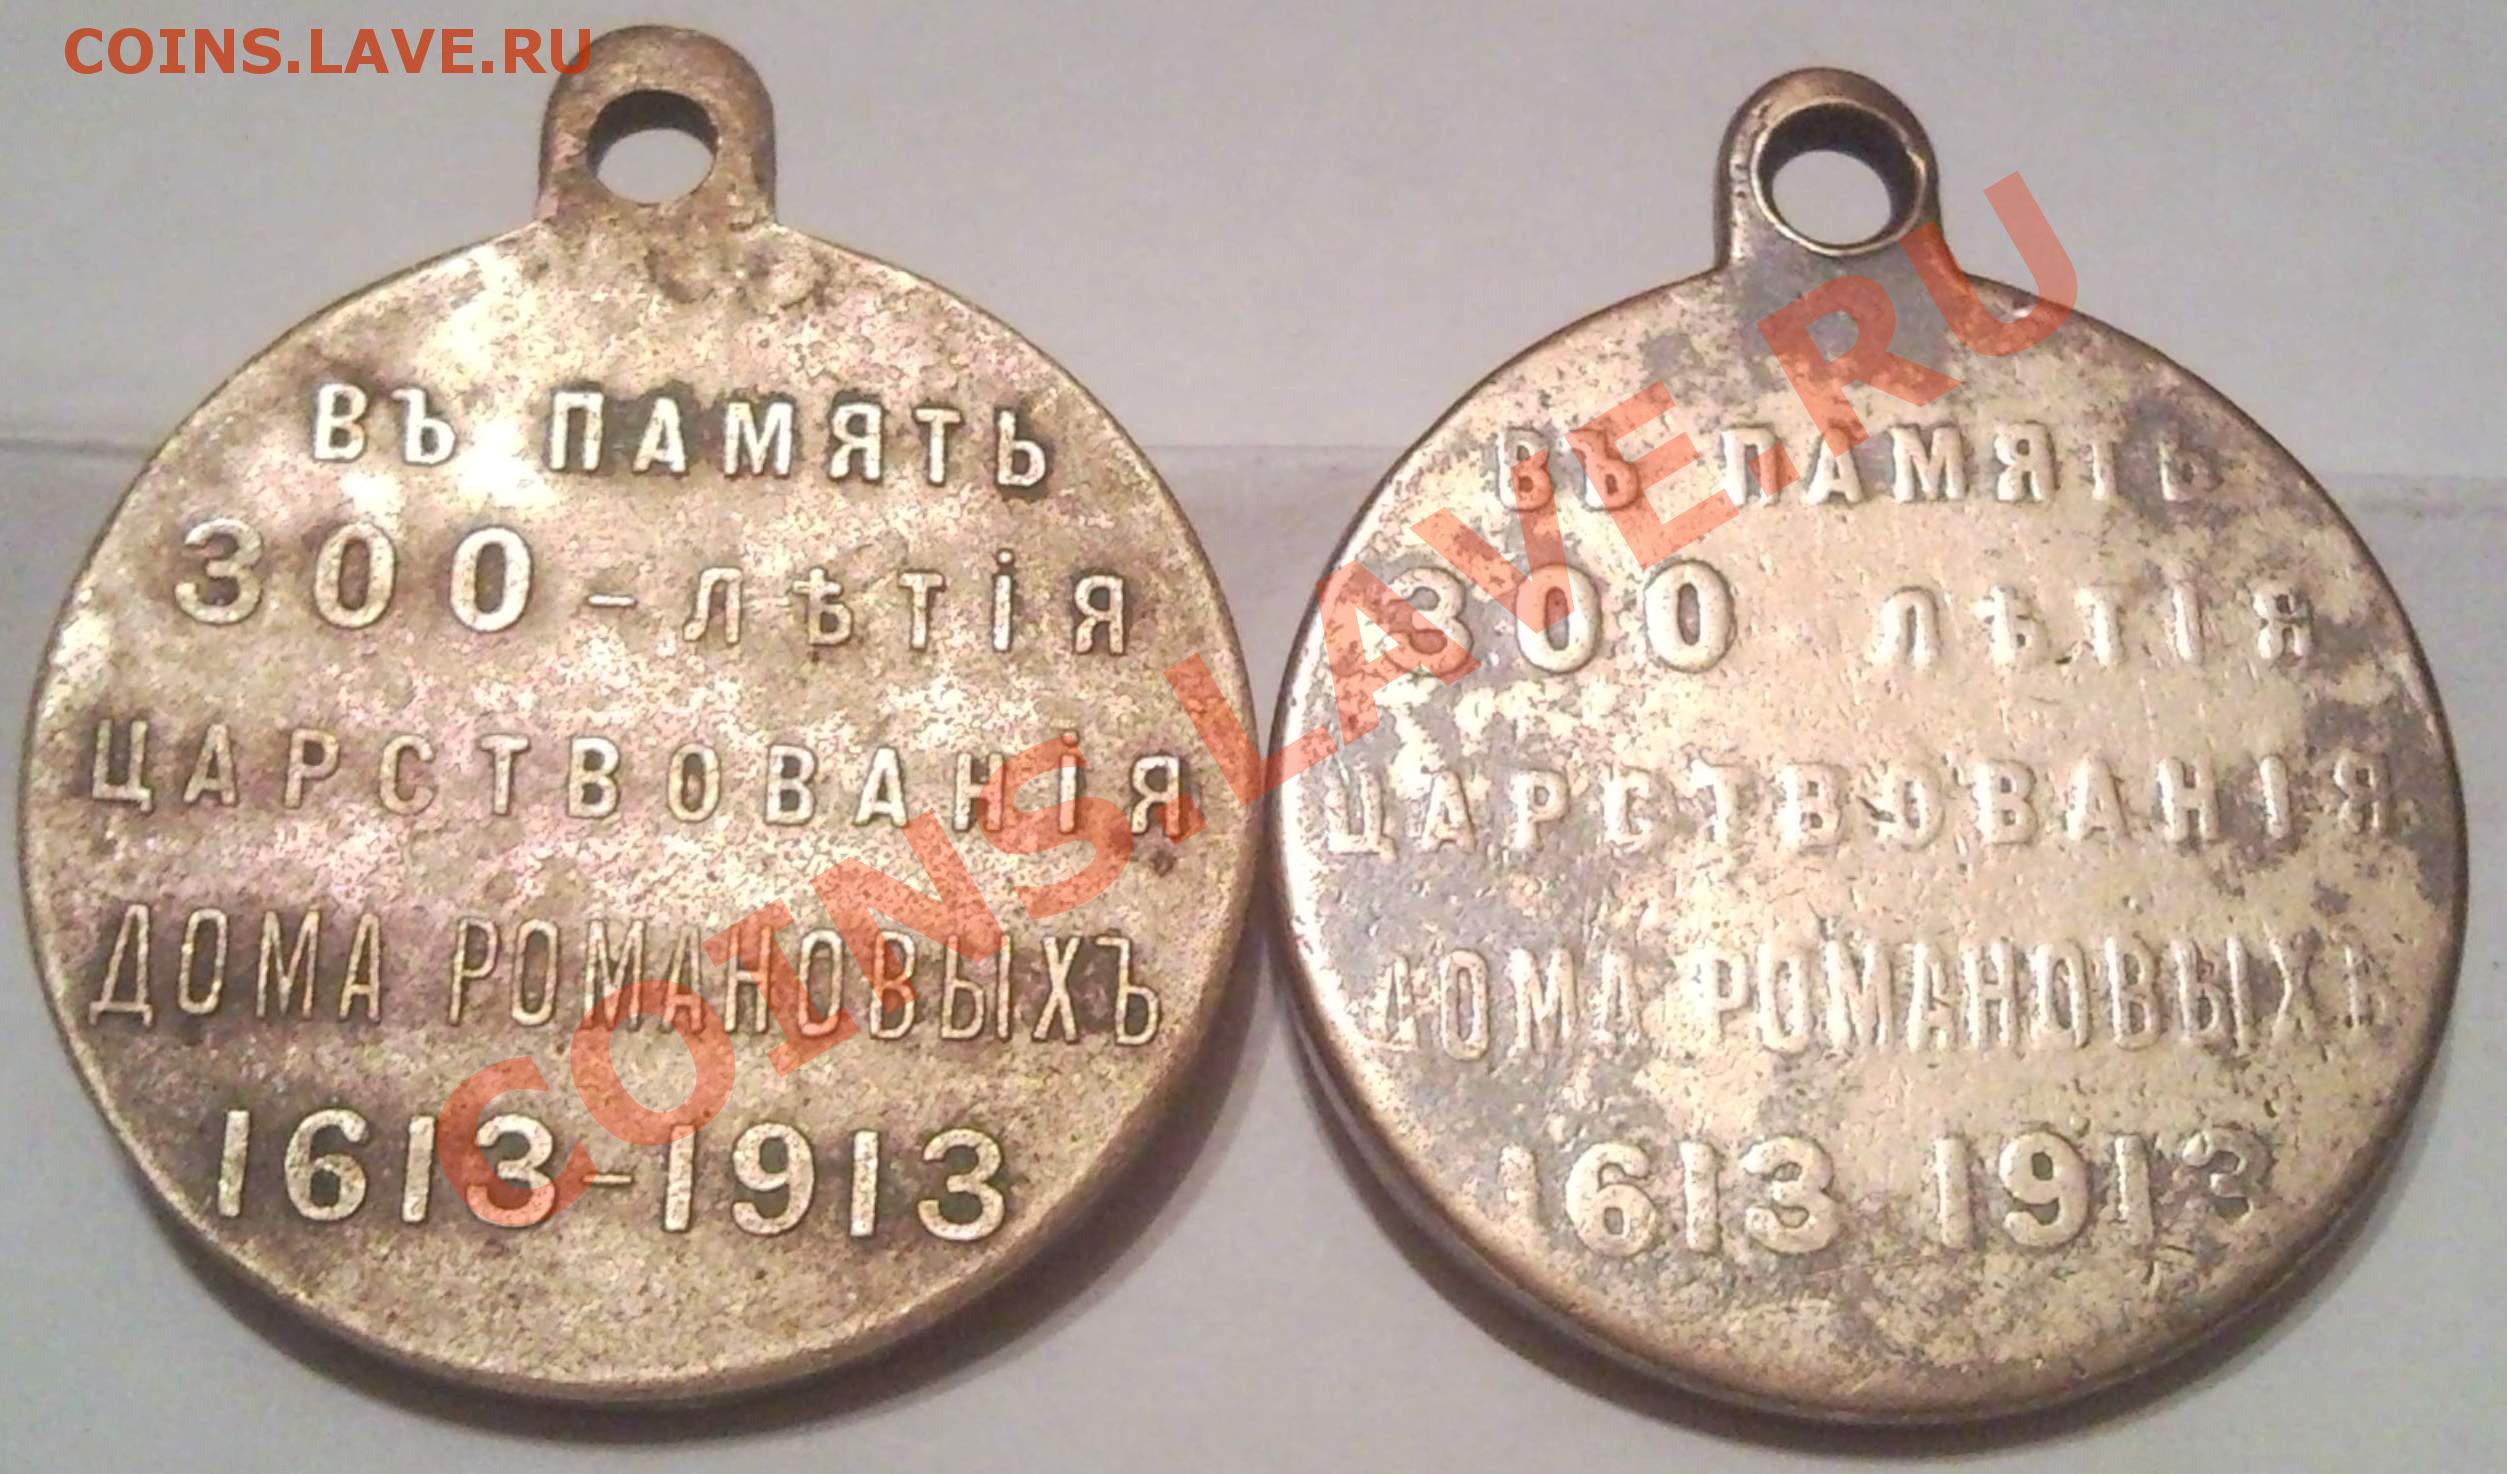 COINS.LAVE.RU
ВЪ ПАМЯТЬ
300-ЛѢТІЯ
ЦАРСТВОВАНІЯ
ДОМА РОМАНОВЫХЪ
1613-1913
ВЪ ПАМЯТЬ
300 ЛѢТІЯ
ЦАРСТВОВАНІЯ
ДОМА РОМАНОВЫХЪ
1613 1913
COINS.LAVE.RU